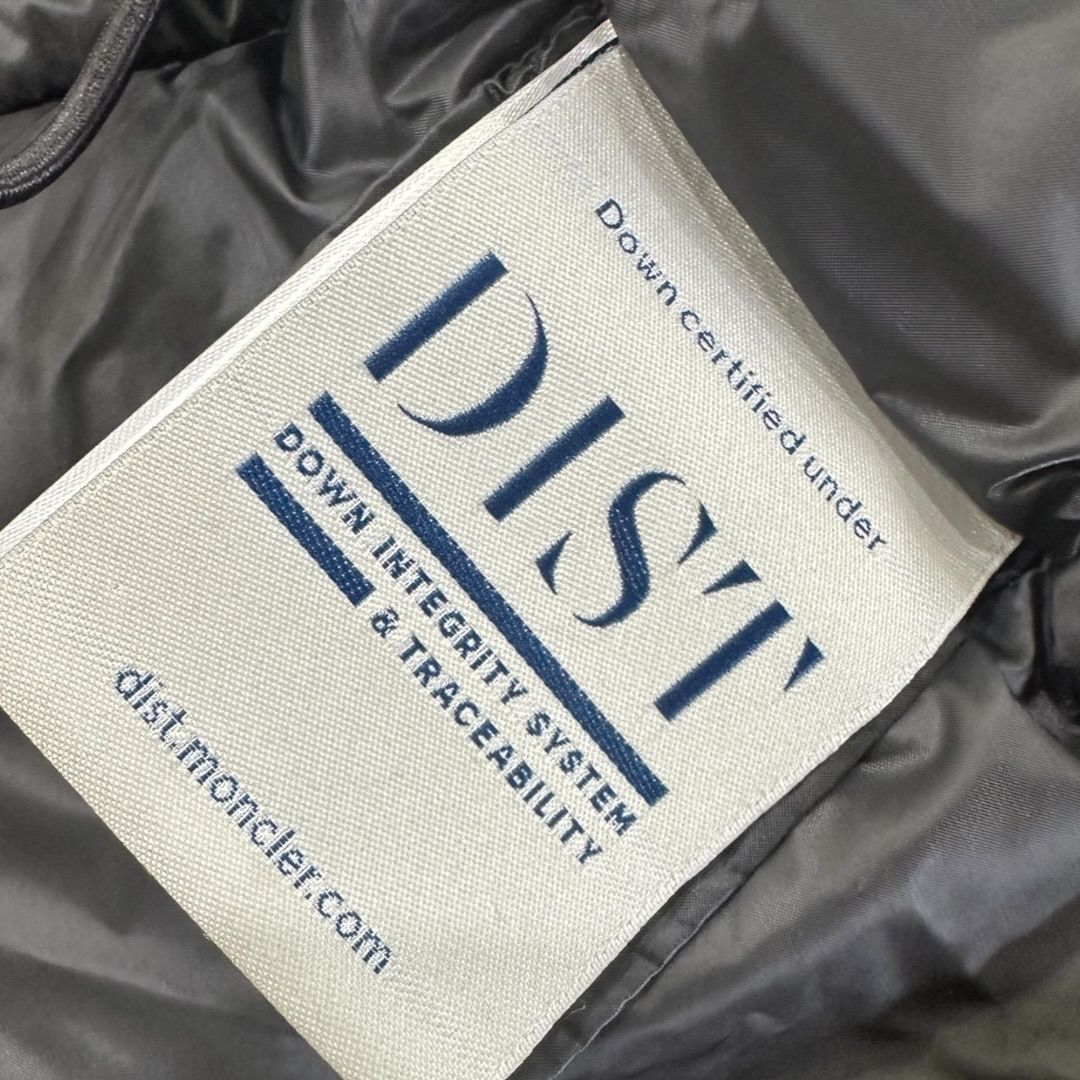 Down certified under
DIST
DOWN INTEGRITY SYSTEM
& TRACEABILITY
dist.moncler.com